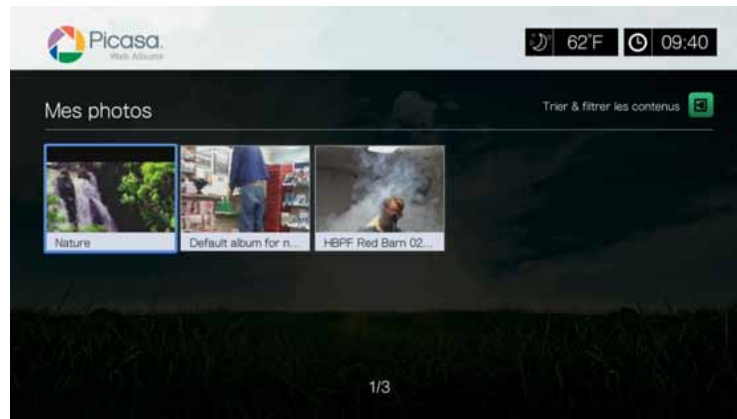 Picasa.
Web Albums
62°F
09:40
Mes photos
Trier & filtrer les contenus
Nature
Default album for n...
HBPF Red Barn 02...
1/3